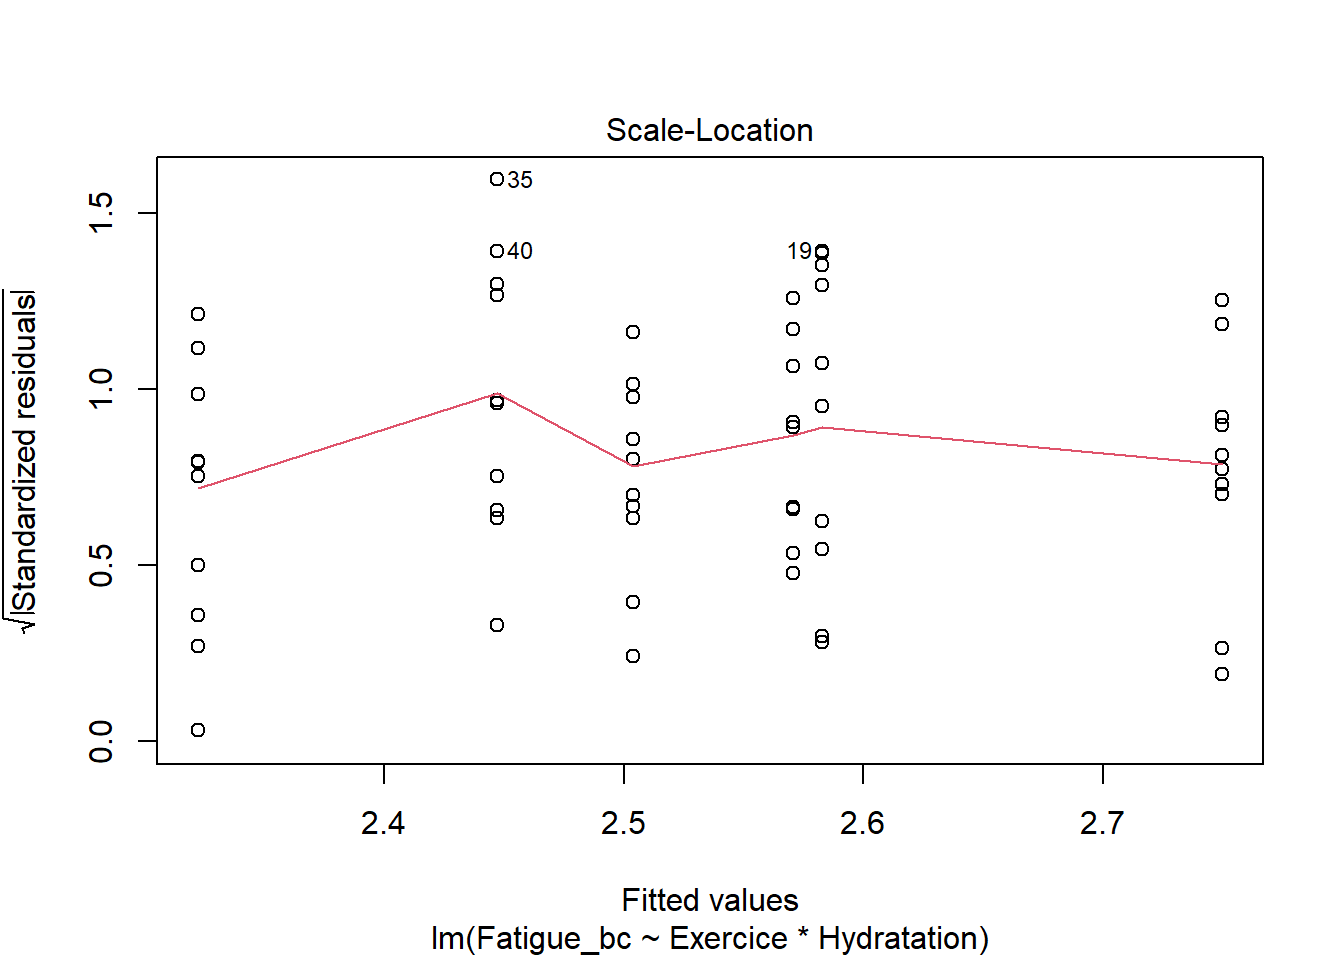 Scale-Location
√|Standardized residuals|
1.5
1.0
0.5
0.0
35
40
19
2.4 2.5 2.6 2.7
Fitted values
lm(Fatigue_bc ~ Exercice * Hydratation)